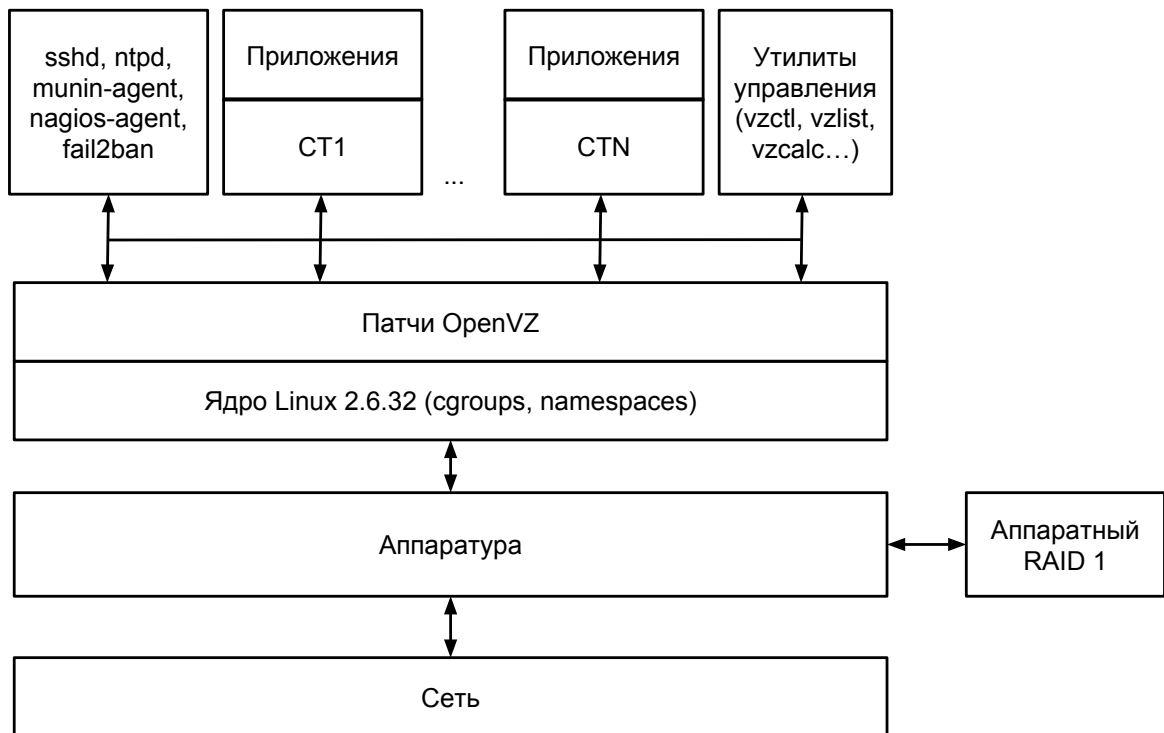 sshd, ntpd,
munin-agent,
nagios-agent,
fail2ban
Приложения
CT1
...
Приложения
CTN
Утилиты
управления
(vzctl, vzlist,
vzcalc…)
Патчи OpenVZ
Ядро Linux 2.6.32 (cgroups, namespaces)
Аппаратура
Аппаратный
RAID 1
Сеть